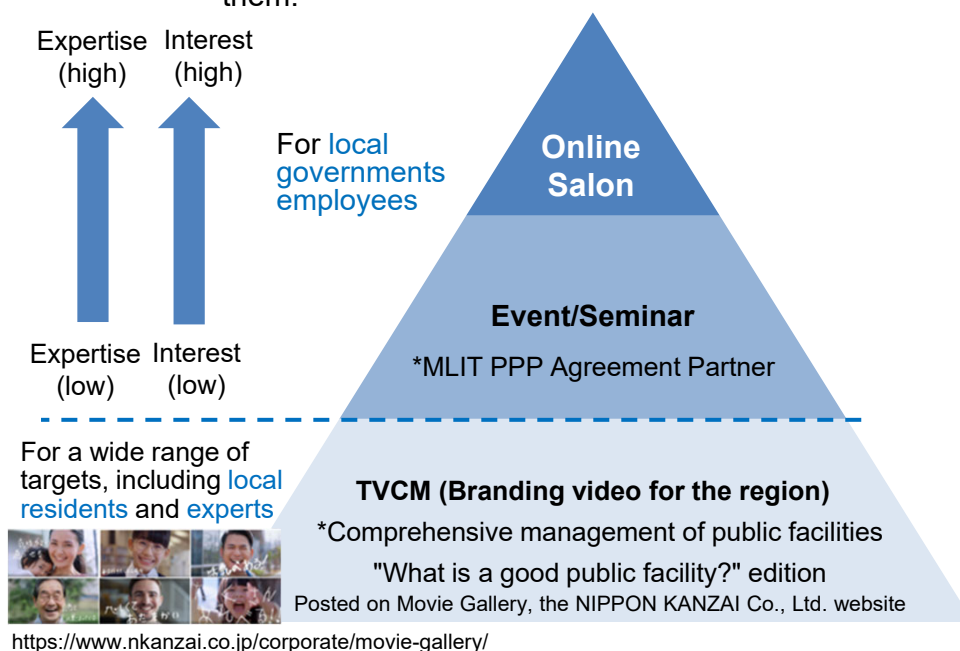 them.
Expertise Interest
(high) (high)
For local
governments
employees
Online
Salon
Event/Seminar
*MLIT PPP Agreement Partner
Expertise Interest
(low) (low)
For a wide range of
targets, including local
residents and experts
TVCM (Branding video for the region)
*Comprehensive management of public facilities
"What is a good public facility?" edition
Posted on Movie Gallery, the NIPPON KANZAI Co., Ltd. website
https://www.nkanzai.co.jp/corporate/movie-gallery/